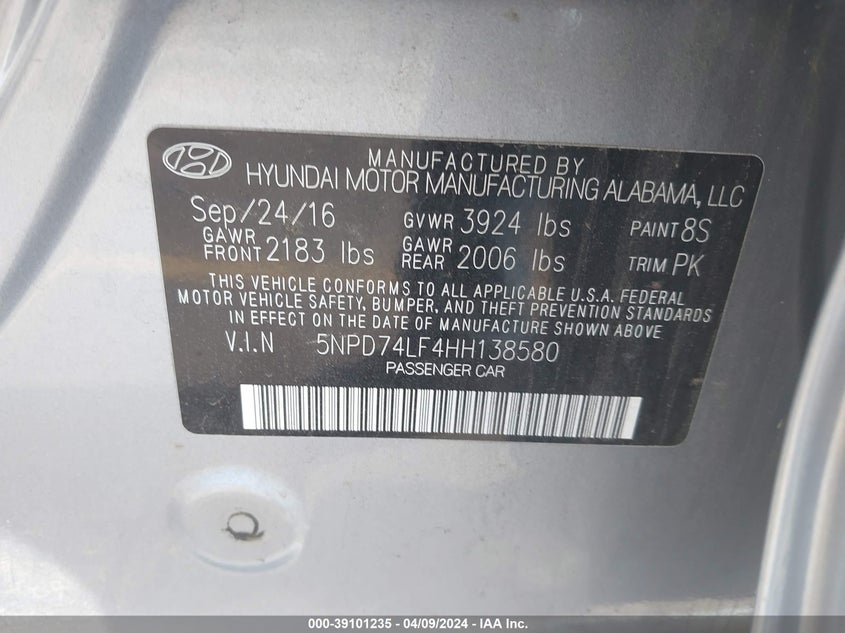 MANUFACTURED BY
HYUNDAI MOTOR MANUFACTURING ALABAMA, LLC
Sep/24/16 GVWR 3924 lbs PAINT 8S
GAWR FRONT 2183 lbs GAWR REAR 2006 lbs TRIM PK
THIS VEHICLE CONFORMS TO ALL APPLICABLE U.S.A. FEDERAL
MOTOR VEHICLE SAFETY, BUMPER, AND THEFT PREVENTION STANDARDS
IN EFFECT ON THE DATE OF MANUFACTURE SHOWN ABOVE
V.I.N 5NPD74LF4HH138580
PASSENGER CAR
000-39101235 - 04/09/2024 - IAA Inc.